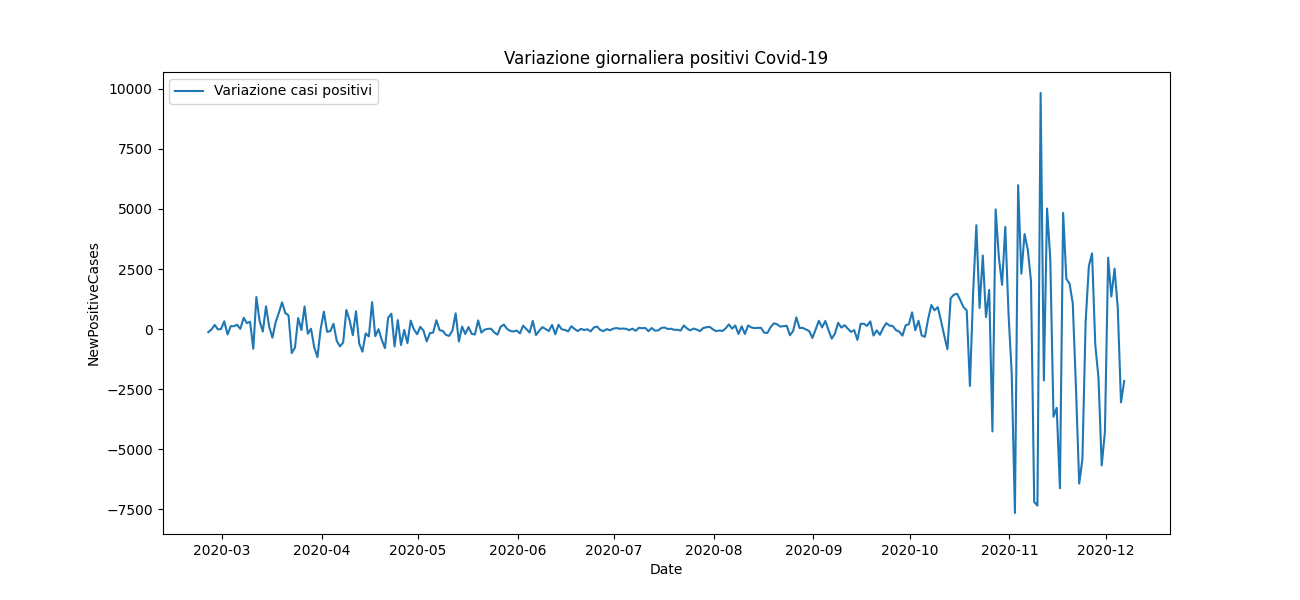 Variazione giornaliera positivi Covid-19
Variazione casi positivi
NewPositiveCases
10000
7500
5000
2500
0
−2500
−5000
−7500
2020-03 2020-04 2020-05 2020-06 2020-07 2020-08 2020-09 2020-10 2020-11 2020-12
Date